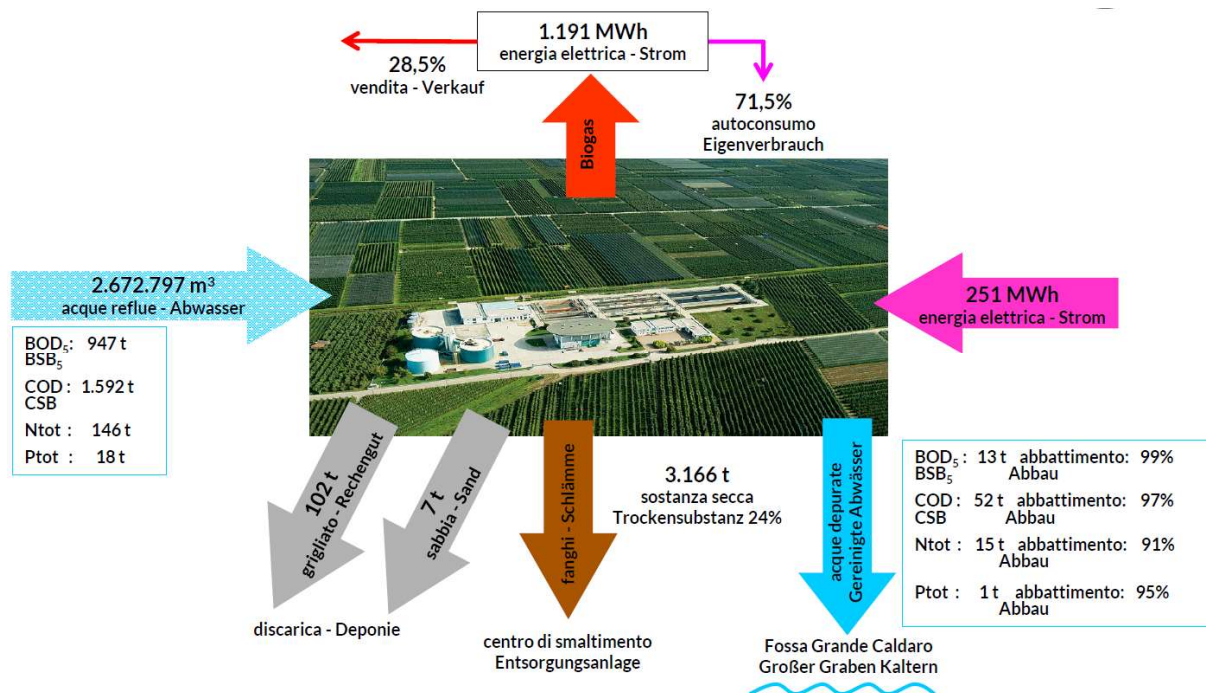 1.191 MWh
energia elettrica - Strom
28,5%
vendita - Verkauf
71,5%
autoconsumo
Eigenverbrauch
Biogas
2.672.797 m³
acque reflue - Abwasser
BOD₅: 947 t
BSB₅
COD: 1.592 t
CSB
Ntot : 146 t
Ptot : 18 t
251 MWh
energia elettrica - Strom
102 t
grigliato - Rechengut
7 t
sabbia - Sand
discarica - Deponie
fanghi - Schlämme
3.166 t
sostanza secca
Trockensubstanz 24%
centro di smaltimento
Entsorgungsanlage
acque depurate
Gereinigte Abwässer
Fossa Grande Caldaro
Großer Graben Kaltern
BOD₅ : 13 t abbattimento: 99%
BSB₅ Abbau
COD : 52 t abbattimento: 97%
CSB Abbau
Ntot : 15 t abbattimento: 91%
Abbau
Ptot : 1 t abbattimento: 95%
Abbau